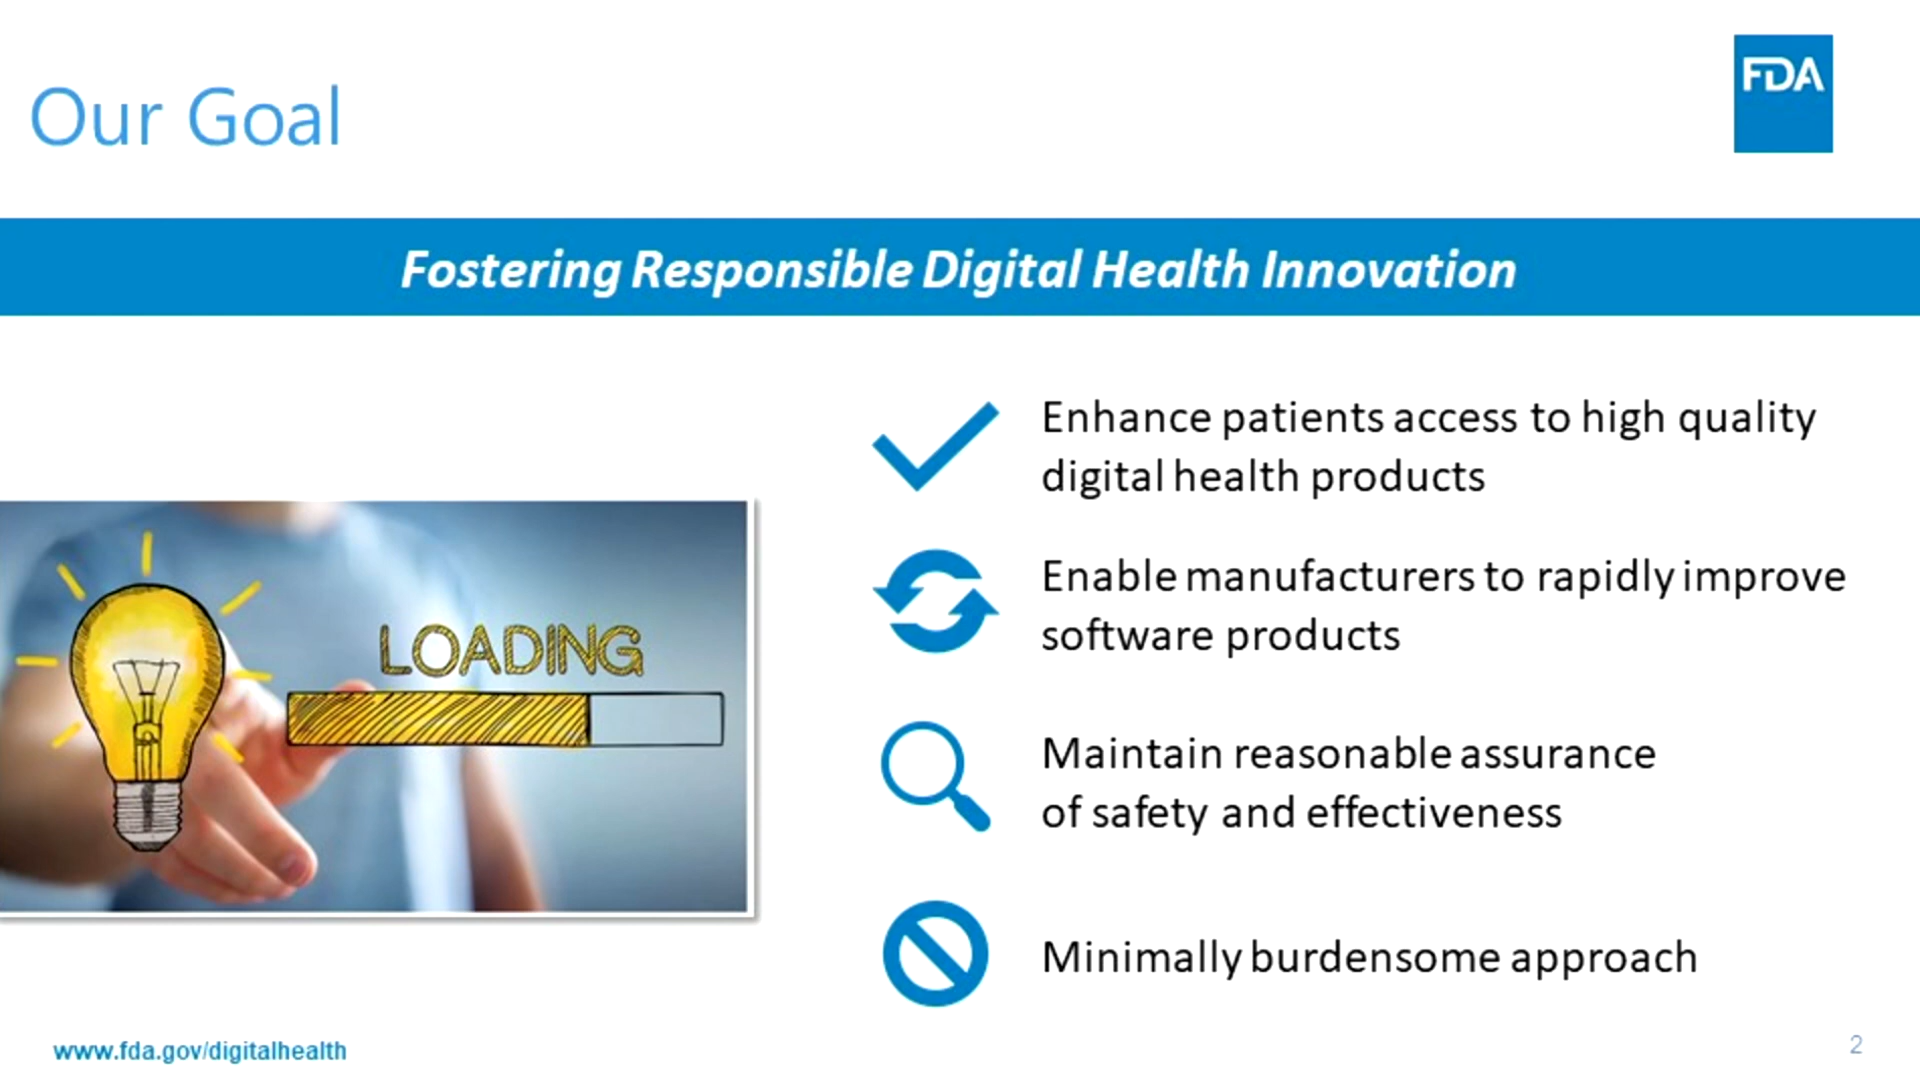 Our Goal
FDA
Fostering Responsible Digital Health Innovation
Enhance patients access to high quality
digital health products
Enable manufacturers to rapidly improve
software products
LOADING
Maintain reasonable assurance
of safety and effectiveness
Minimally burdensome approach
www.fda.gov/digitalhealth
2